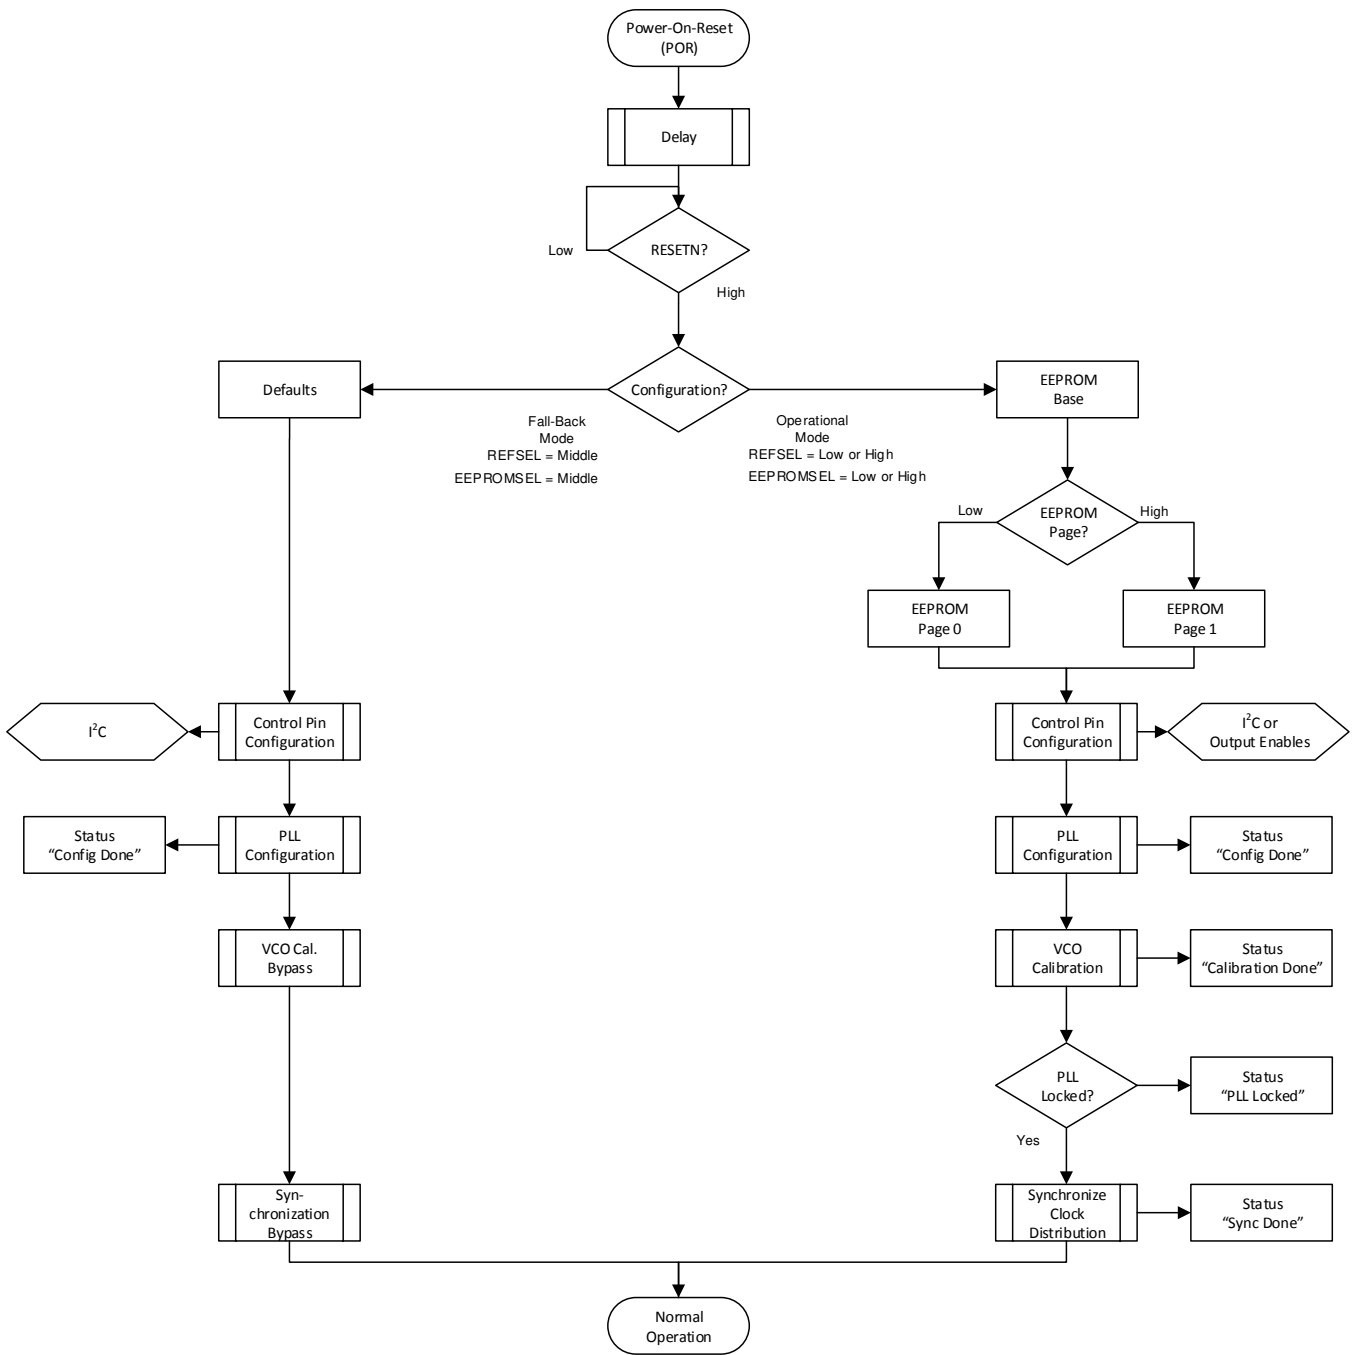 Power-On-Reset
(POR)
Delay
RESETN?
Low
High
Configuration?
Defaults
EEPROM
Base
Fall-Back
Mode
REFSEL = Middle
EEPROMSEL = Middle
Operational
Mode
REFSEL = Low or High
EEPROMSEL = Low or High
EEPROM
Page?
Low
High
EEPROM
Page 0
EEPROM
Page 1
I²C
Control Pin
Configuration
Control Pin
Configuration
I²C or
Output Enables
Status
“Config Done”
PLL
Configuration
PLL
Configuration
Status
“Config Done”
VCO Cal.
Bypass
VCO
Calibration
Status
“Calibration Done”
PLL
Locked?
Status
“PLL Locked”
Yes
Syn-
chronization
Bypass
Synchronize
Clock
Distribution
Status
“Sync Done”
Normal
Operation